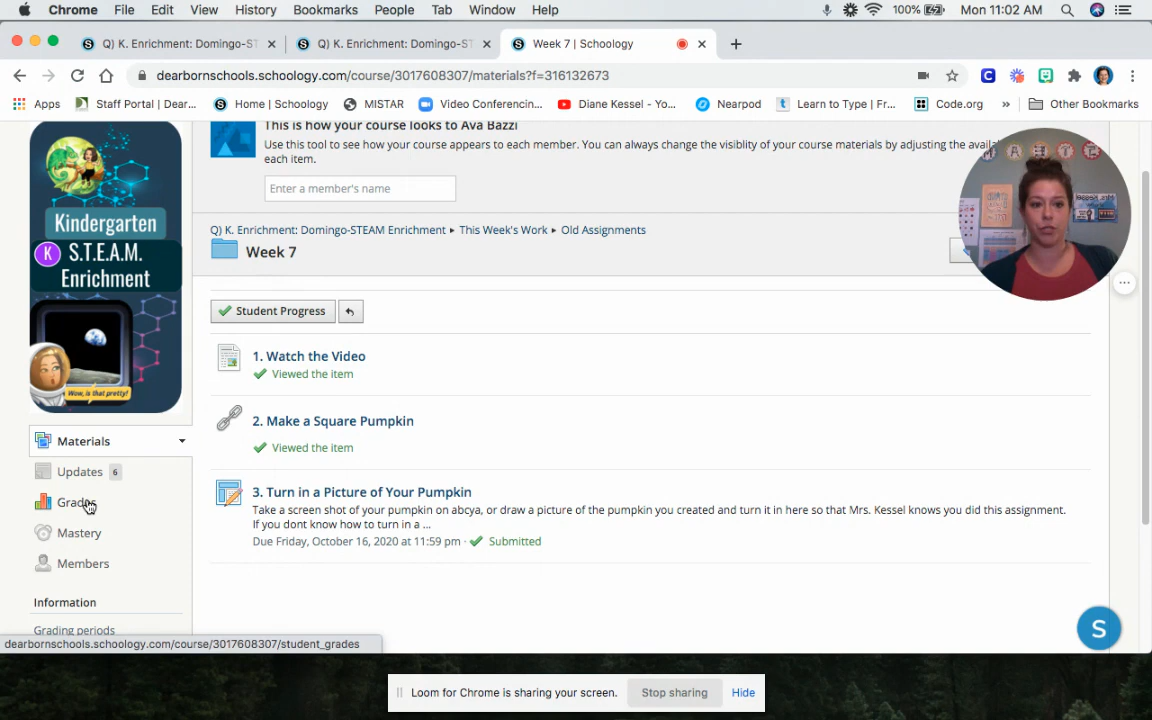 Chrome File Edit View History Bookmarks People Tab Window Help 100% Mon 11:02 AM
Q) K. Enrichment: Domingo-ST Q) K. Enrichment: Domingo-ST Week 7 | Schoology
dearbornschools.schoology.com/course/3017608307/materials?f=316132673
Apps Staff Portal | Dear... Home | Schoology MISTAR Video Conferencin... Diane Kessel - Yo... Nearpod Learn to Type | Fr... Code.org » Other Bookmarks
This is how your course looks to Ava Bazzi
Use this tool to see how your course appears to each member. You can always change the visiblity of your course materials by adjusting the
each item.
Enter a member's name
Q) K. Enrichment: Domingo-STEAM Enrichment ▸ This Week's Work ▸ Old Assignments
Week 7
Student Progress
1. Watch the Video
Viewed the item
2. Make a Square Pumpkin
Viewed the item
3. Turn in a Picture of Your Pumpkin
Take a screen shot of your pumpkin on abcya, or draw a picture of the pumpkin you created and turn it in here so that Mrs. Kessel knows you did this assignment.
If you dont know how to turn in a ...
Due Friday, October 16, 2020 at 11:59 pm · Submitted
Kindergarten
K S.T.E.A.M.
Enrichment
Wow, is that pretty!
Materials
Updates 6
Grades
Mastery
Members
Information
Grading periods
dearbornschools.schoology.com/course/3017608307/student_grades
S
Loom for Chrome is sharing your screen. Stop sharing Hide